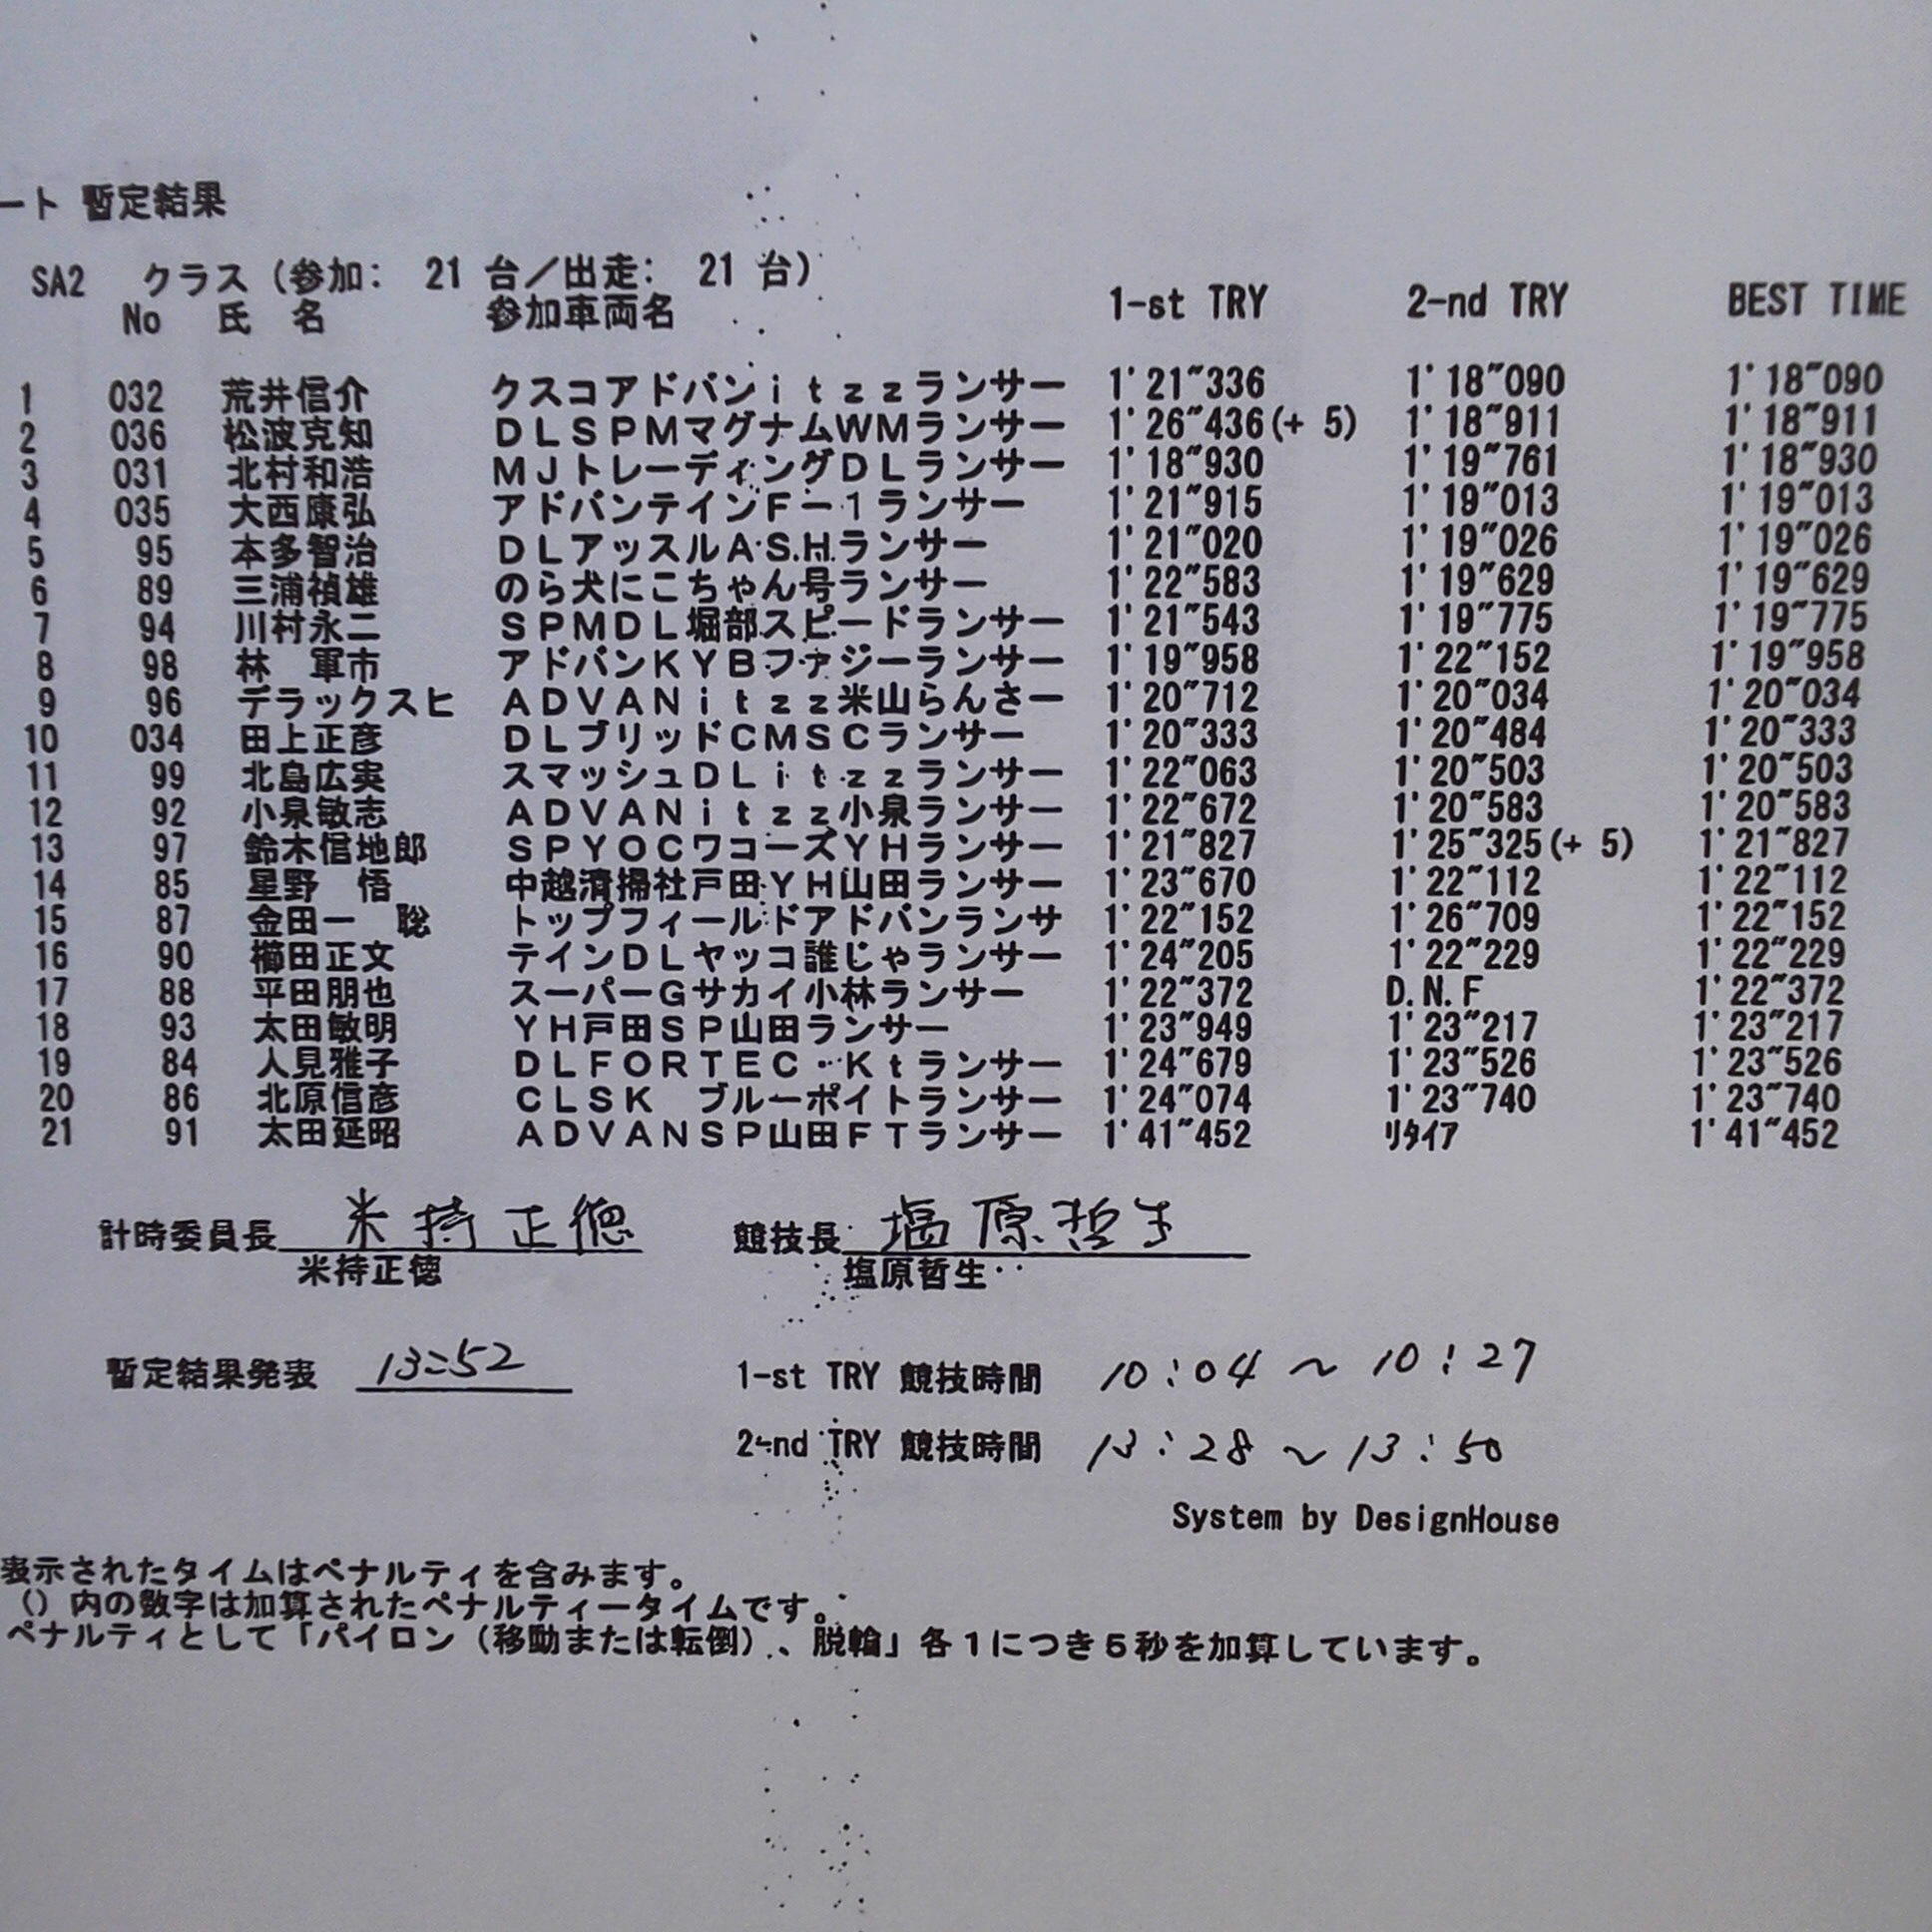 ート 暫定結果
SA2 クラス (参加: 21 台／出走: 21 台)
No 氏 名 参加車両名 1-st TRY 2-nd TRY BEST TIME
1 032 荒井信介 クスコアドバンｉｔｚｚランサー 1'21"336 1'18"090 1'18"090
2 036 松波克知 ＤＬＳＰＭマグナムＷＭランサー 1'26"436(+ 5) 1'18"911 1'18"911
3 031 北村和浩 ＭＪトレーディングＤＬランサー 1'18"930 1'19"761 1'18"930
4 035 大西康弘 アドバンテインＦ－１ランサー 1'21"915 1'19"013 1'19"013
5 95 本多智治 ＤＬアッスルＡ.Ｓ.Ｈ.ランサー 1'21"020 1'19"026 1'19"026
6 89 三浦禎雄 のら犬にこちゃん号ランサー 1'22"583 1'19"629 1'19"629
7 94 川村永二 ＳＰＭＤＬ堀部スピードランサー 1'21"543 1'19"775 1'19"775
8 98 林　軍市 アドバンＫＹＢファジーランサー 1'19"958 1'22"152 1'19"958
9 96 デラックスヒ ＡＤＶＡＮｉｔｚｚ米山らんさー 1'20"712 1'20"034 1'20"034
10 034 田上正彦 ＤＬブリッドＣＭＳＣランサー 1'20"333 1'20"484 1'20"333
11 99 北島広実 スマッシュＤＬｉｔｚｚランサー 1'22"063 1'20"503 1'20"503
12 92 小泉敏志 ＡＤＶＡＮｉｔｚｚ小泉ランサー 1'22"672 1'20"583 1'20"583
13 97 鈴木信地郎 ＳＰＹＯＣワコーズＹＨランサー 1'21"827 1'25"325(+ 5) 1'21"827
14 85 星野　悟 中越清掃社戸田ＹＨ山田ランサー 1'23"670 1'22"112 1'22"112
15 87 金田一　聡 トップフィールドアドバンランサ 1'22"152 1'26"709 1'22"152
16 90 櫛田正文 テインＤＬヤッコ誰じゃランサー 1'24"205 1'22"229 1'22"229
17 88 平田朋也 スーパーＧサカイ小林ランサー 1'22"372 D.N.F 1'22"372
18 93 太田敏明 ＹＨ戸田ＳＰ山田ランサー 1'23"949 1'23"217 1'23"217
19 84 人見雅子 ＤＬＦＯＲＴＥＣ・Ｋｔランサー 1'24"679 1'23"526 1'23"526
20 86 北原信彦 ＣＬＳＫ　ブルーポイトランサー 1'24"074 1'23"740 1'23"740
21 91 太田延昭 ＡＤＶＡＮＳＰ山田ＦＴランサー 1'41"452 ﾘﾀｲｱ 1'41"452
計時委員長 米持正徳 競技長 塩原哲生
米持正徳 塩原哲生
暫定結果発表 13:52 1-st TRY 競技時間 10:04 ～ 10:27
2-nd TRY 競技時間 13:28 ～ 13:50
System by DesignHouse
表示されたタイムはペナルティを含みます。
() 内の数字は加算されたペナルティータイムです。
ペナルティとして「パイロン（移動または転倒）、脱輪」各１につき５秒を加算しています。